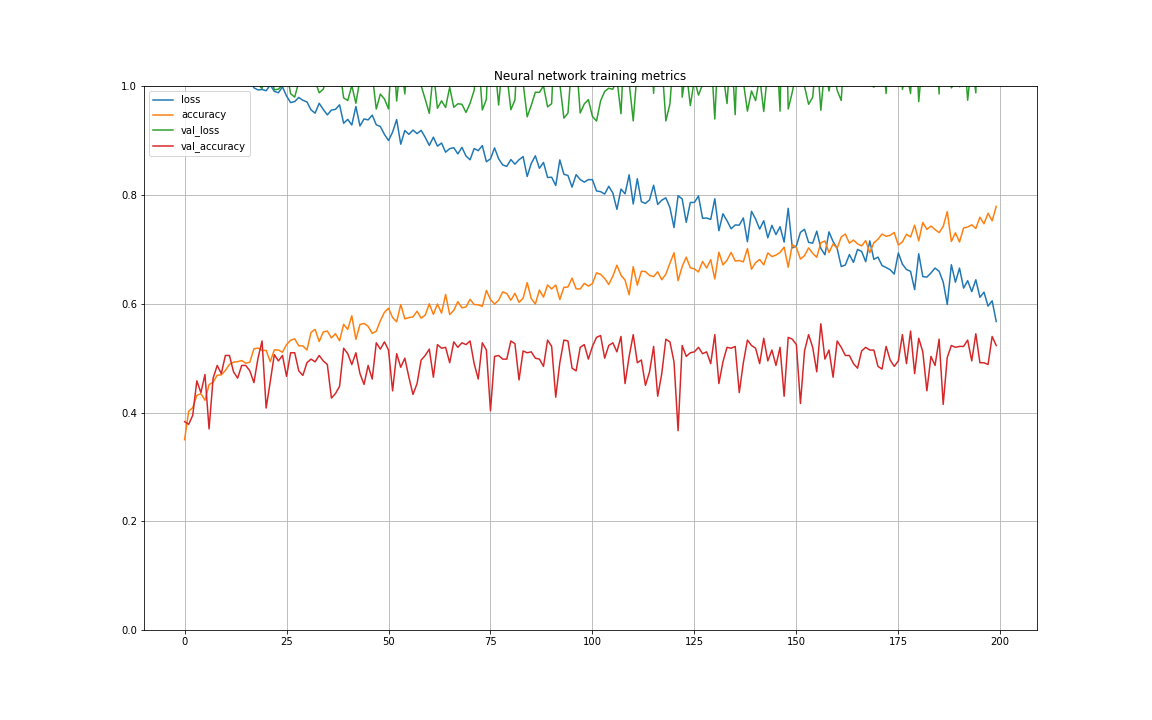 Neural network training metrics
1.0
loss
accuracy
val_loss
val_accuracy
0.8
0.6
0.4
0.2
0.0
0 25 50 75 100 125 150 175 200